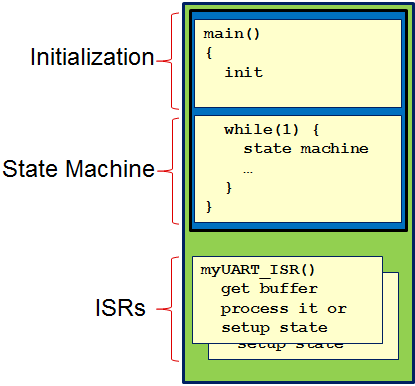 Initialization
main()
{
init
State Machine
while(1) {
state machine
…
}
}
ISRs
myUART_ISR()
get buffer
process it or
setup state
setup state